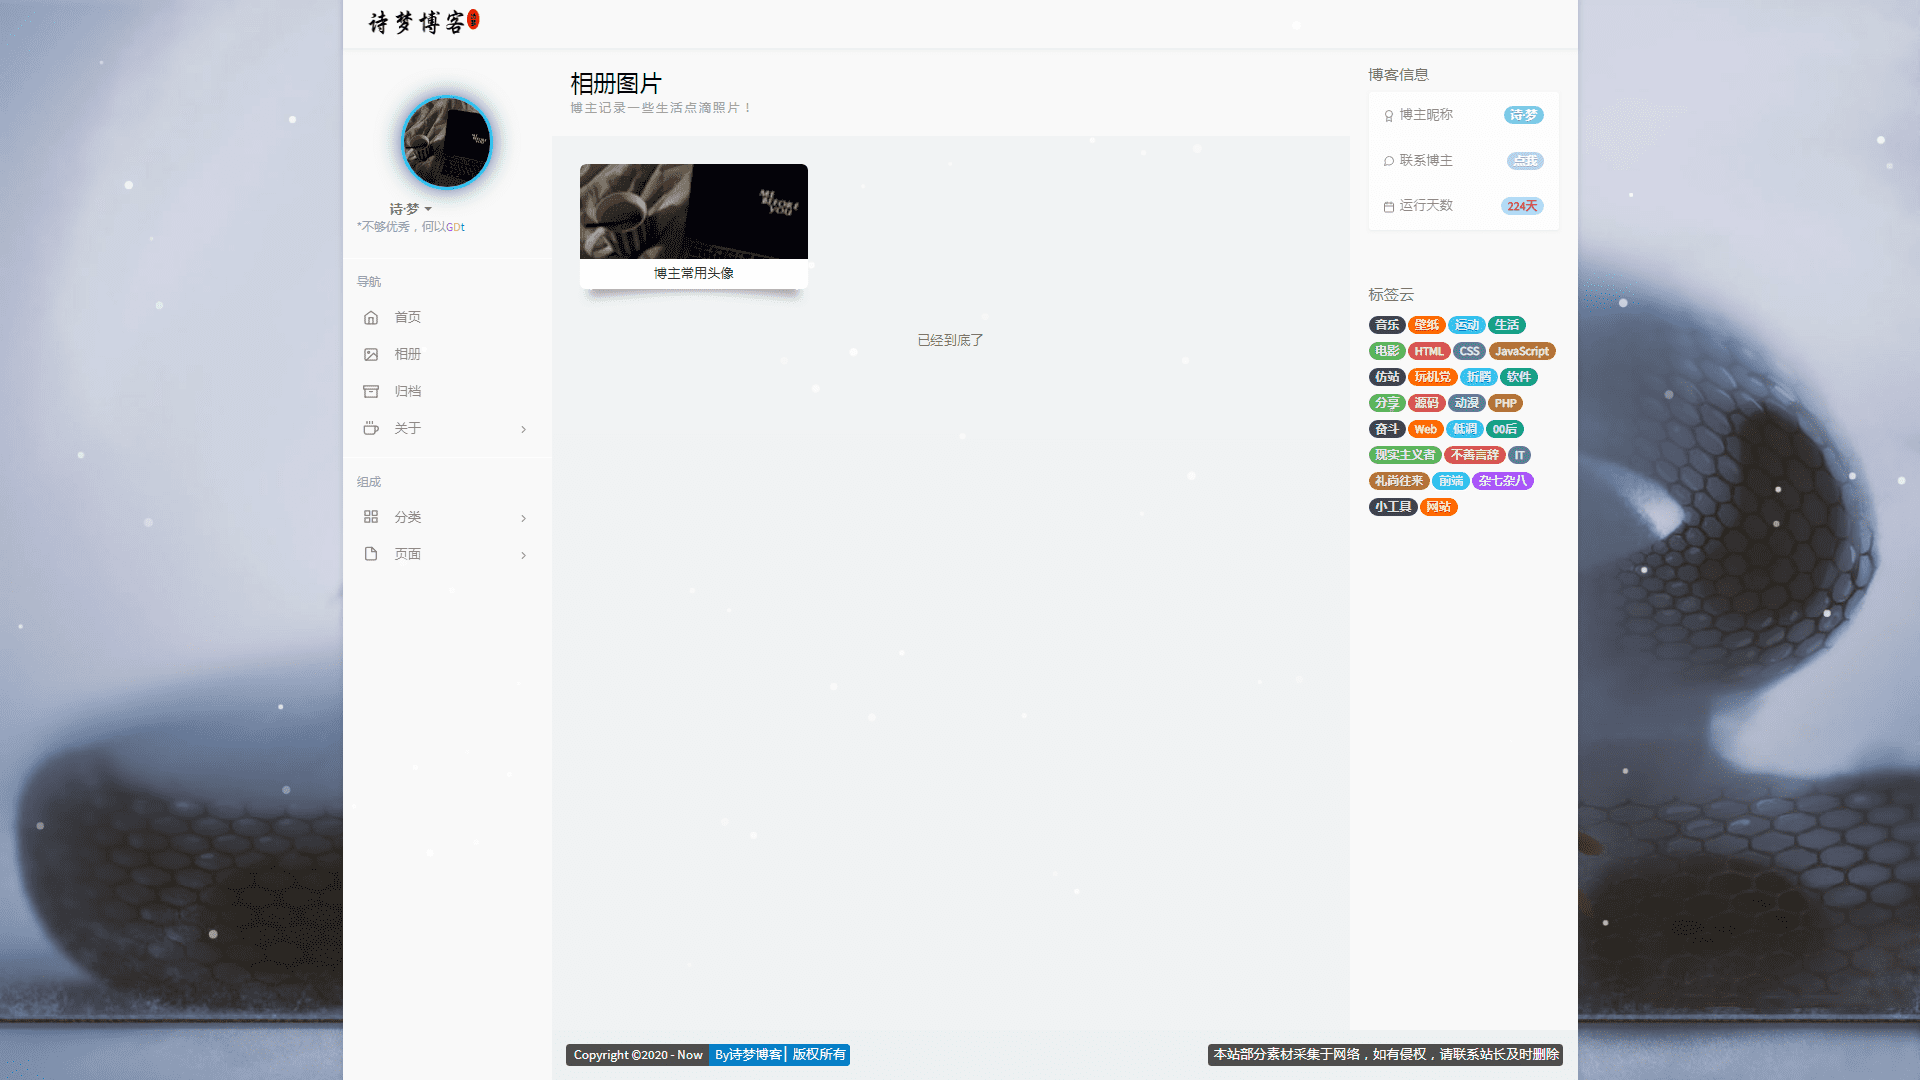 诗梦博客
诗·梦
*不够优秀，何以GDt
导航
首页
相册
归档
关于
组成
分类
页面
相册图片
博主记录一些生活点滴照片！
ME BEFORE YOU
博主常用头像
已经到底了
博客信息
博主昵称 诗·梦
联系博主 点我
运行天数 224天
标签云
音乐 壁纸 运动 生活
电影 HTML CSS JavaScript
仿站 玩机党 折腾 软件
分享 源码 动漫 PHP
奋斗 Web 低调 00后
现实主义者 不善言辞 IT
礼尚往来 前端 杂七杂八
小工具 网站
Copyright ©2020 - Now By诗梦博客| 版权所有
本站部分素材采集于网络，如有侵权，请联系站长及时删除